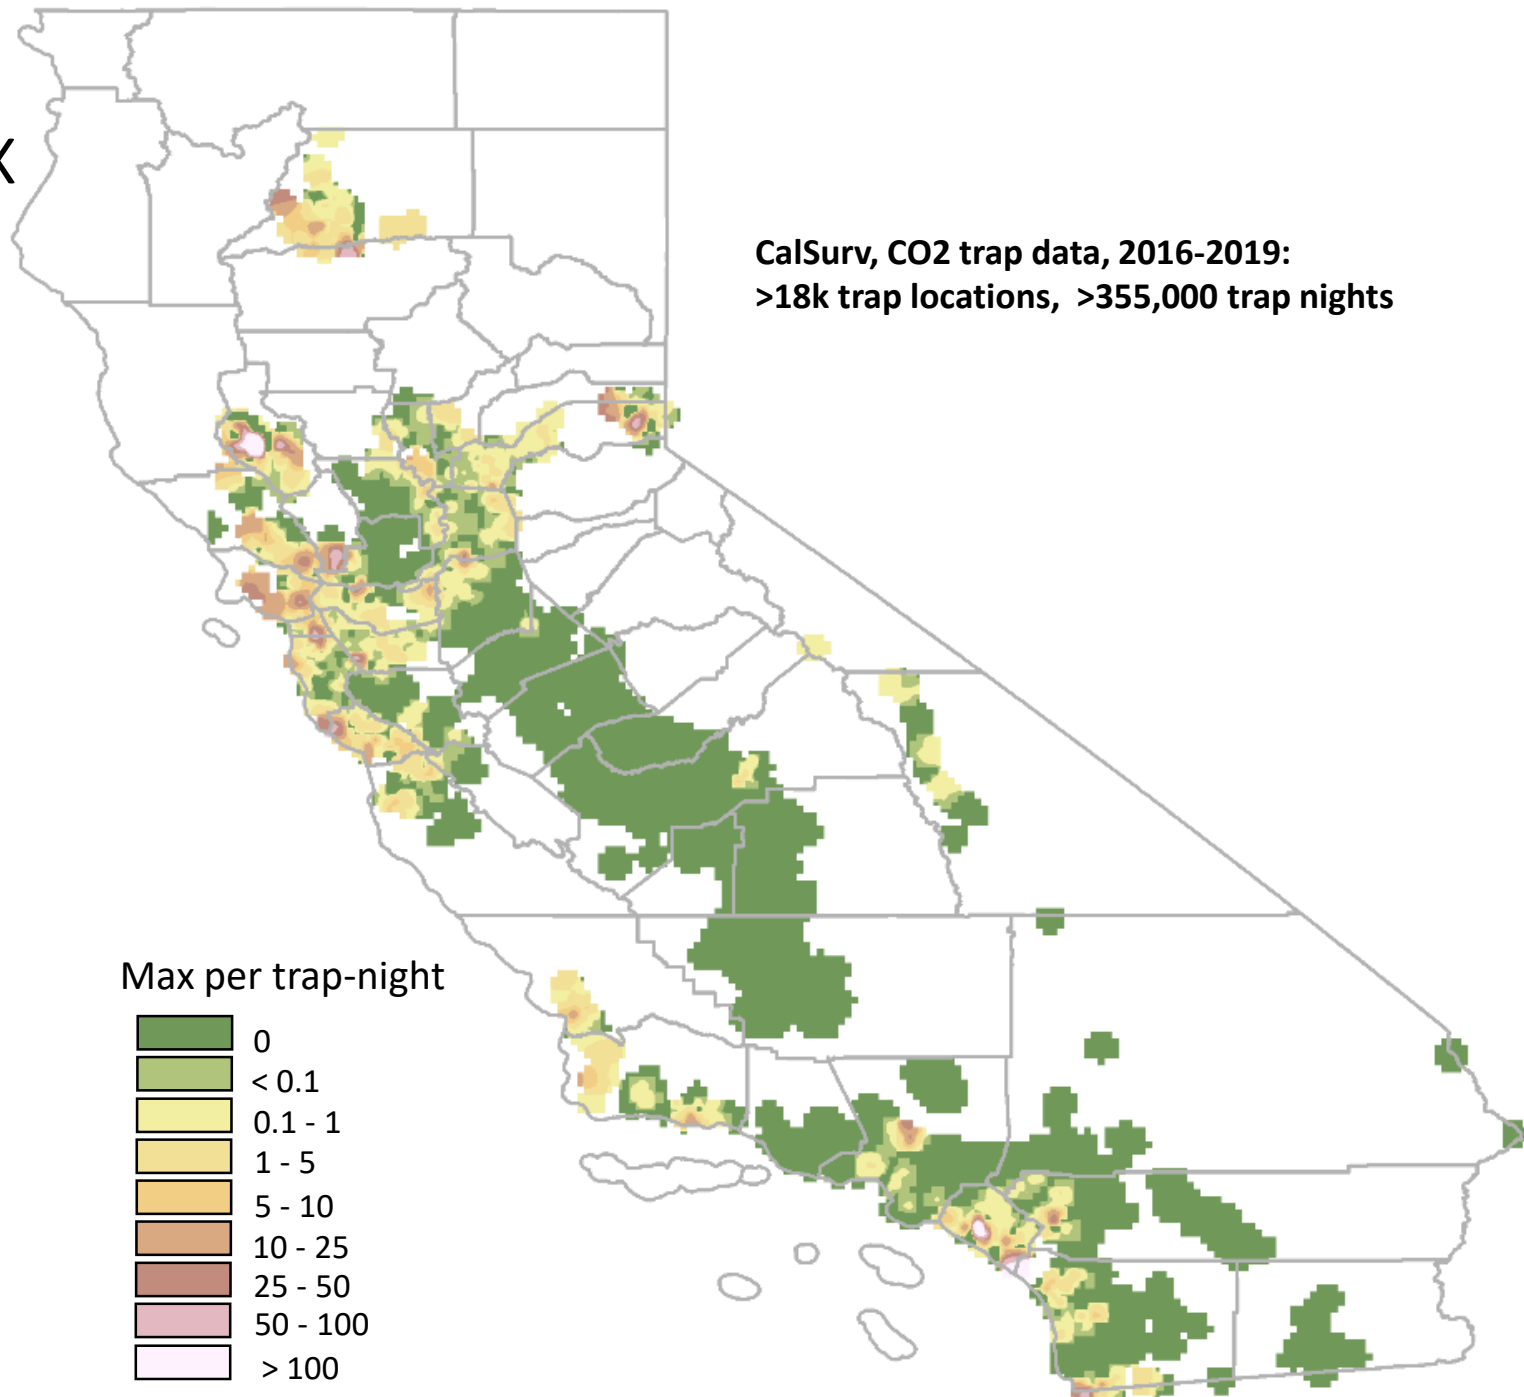 X
CalSurv, CO2 trap data, 2016-2019:
>18k trap locations,  >355,000 trap nights
Max per trap-night
0
< 0.1
0.1 - 1
1 - 5
5 - 10
10 - 25
25 - 50
50 - 100
> 100